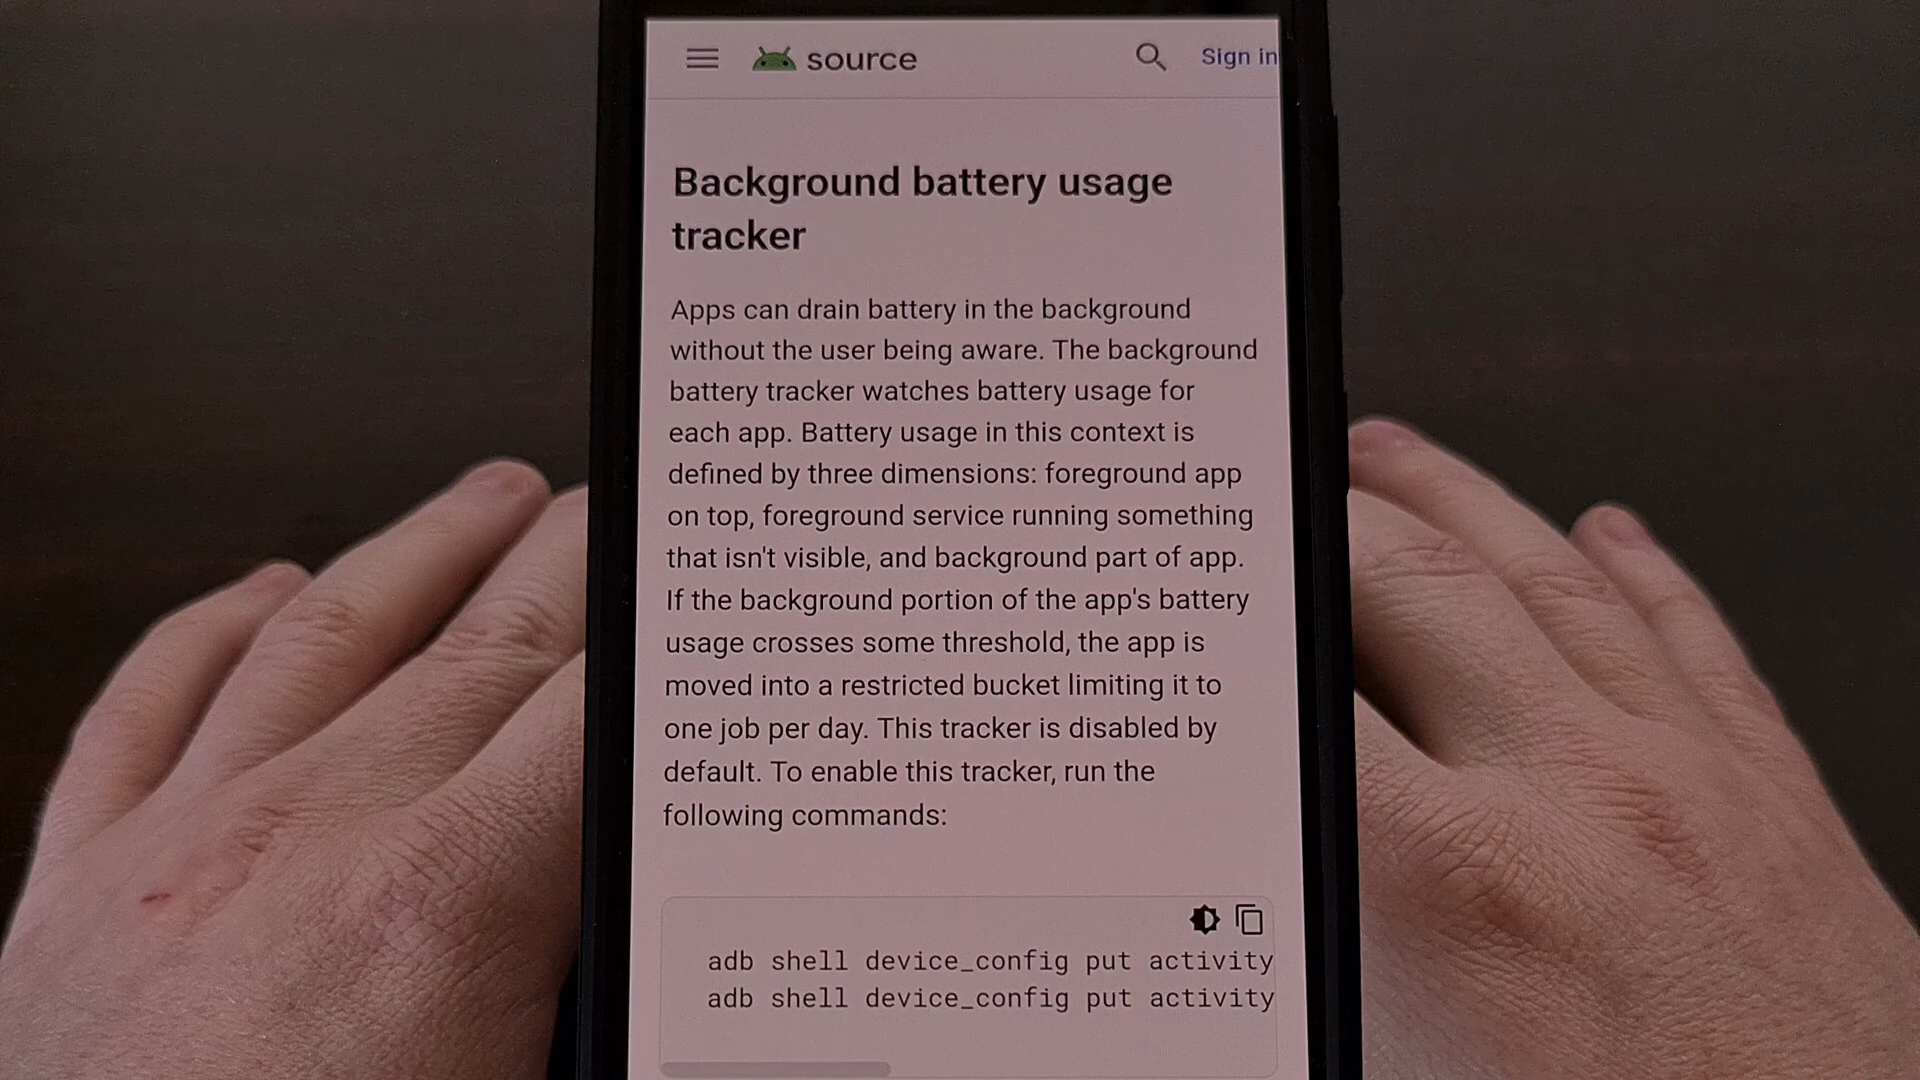 source
Sign in
Background battery usage
tracker
Apps can drain battery in the background
without the user being aware. The background
battery tracker watches battery usage for
each app. Battery usage in this context is
defined by three dimensions: foreground app
on top, foreground service running something
that isn't visible, and background part of app.
If the background portion of the app's battery
usage crosses some threshold, the app is
moved into a restricted bucket limiting it to
one job per day. This tracker is disabled by
default. To enable this tracker, run the
following commands:
adb shell device_config put activity
adb shell device_config put activity